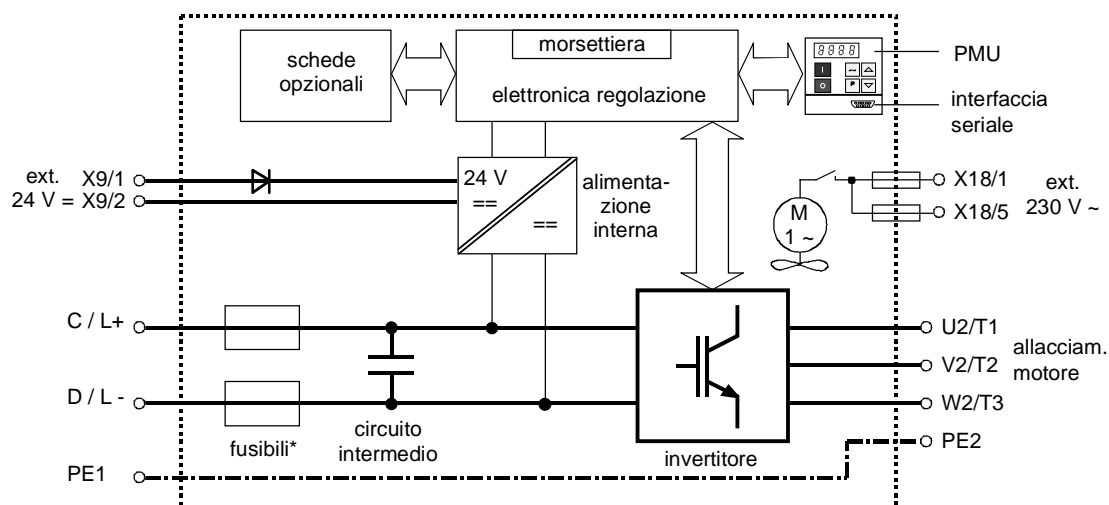 morsettiera
schede
opzionali
elettronica regolazione
8888
I
O
P
PMU
interfaccia
seriale
ext. X9/1
24 V = X9/2
24 V
==
==
alimenta-
zione
interna
M
1 ~
X18/1
X18/5
ext.
230 V ~
C / L+
D / L -
fusibili*
circuito
intermedio
invertitore
U2/T1
V2/T2
W2/T3
allacciam.
motore
PE1
PE2